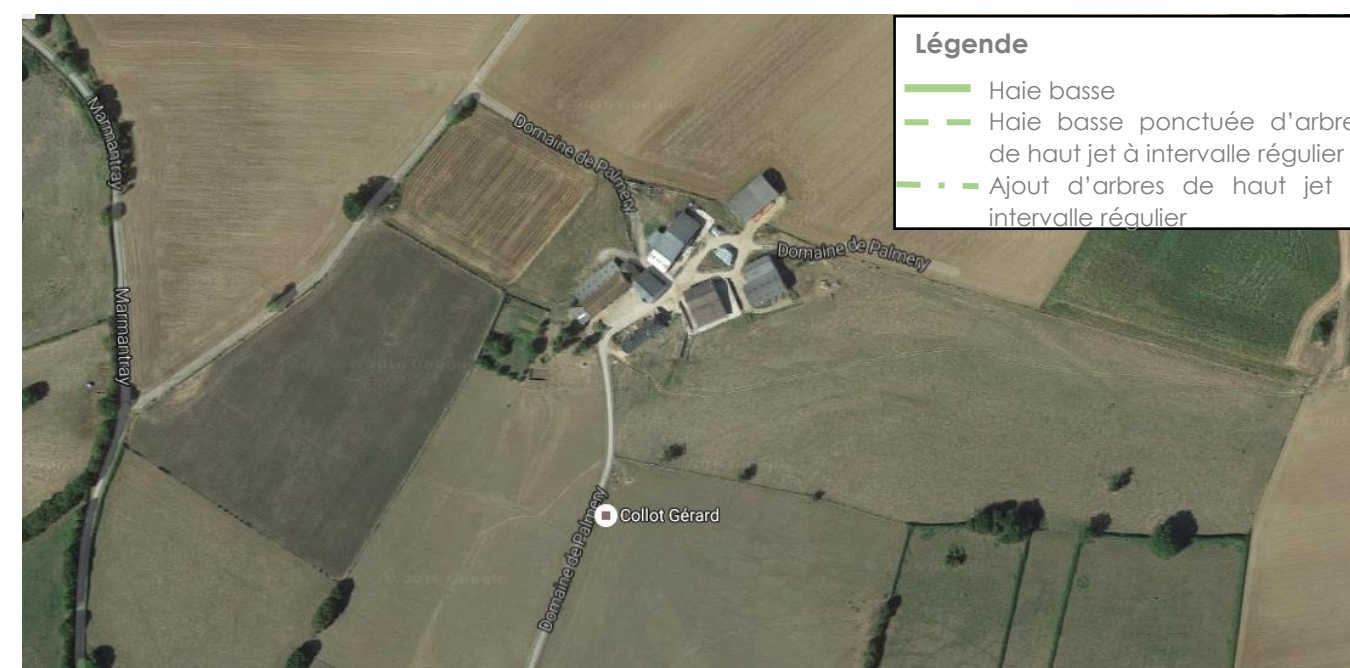 Légende
Haie basse
Haie basse ponctuée d'arbre
de haut jet à intervalle régulier
Ajout d'arbres de haut jet
intervalle régulier
Marmantray
Domaine de Palmery
Domaine de Palmery
Marmantray
Collot Gérard
Domaine de Palmery